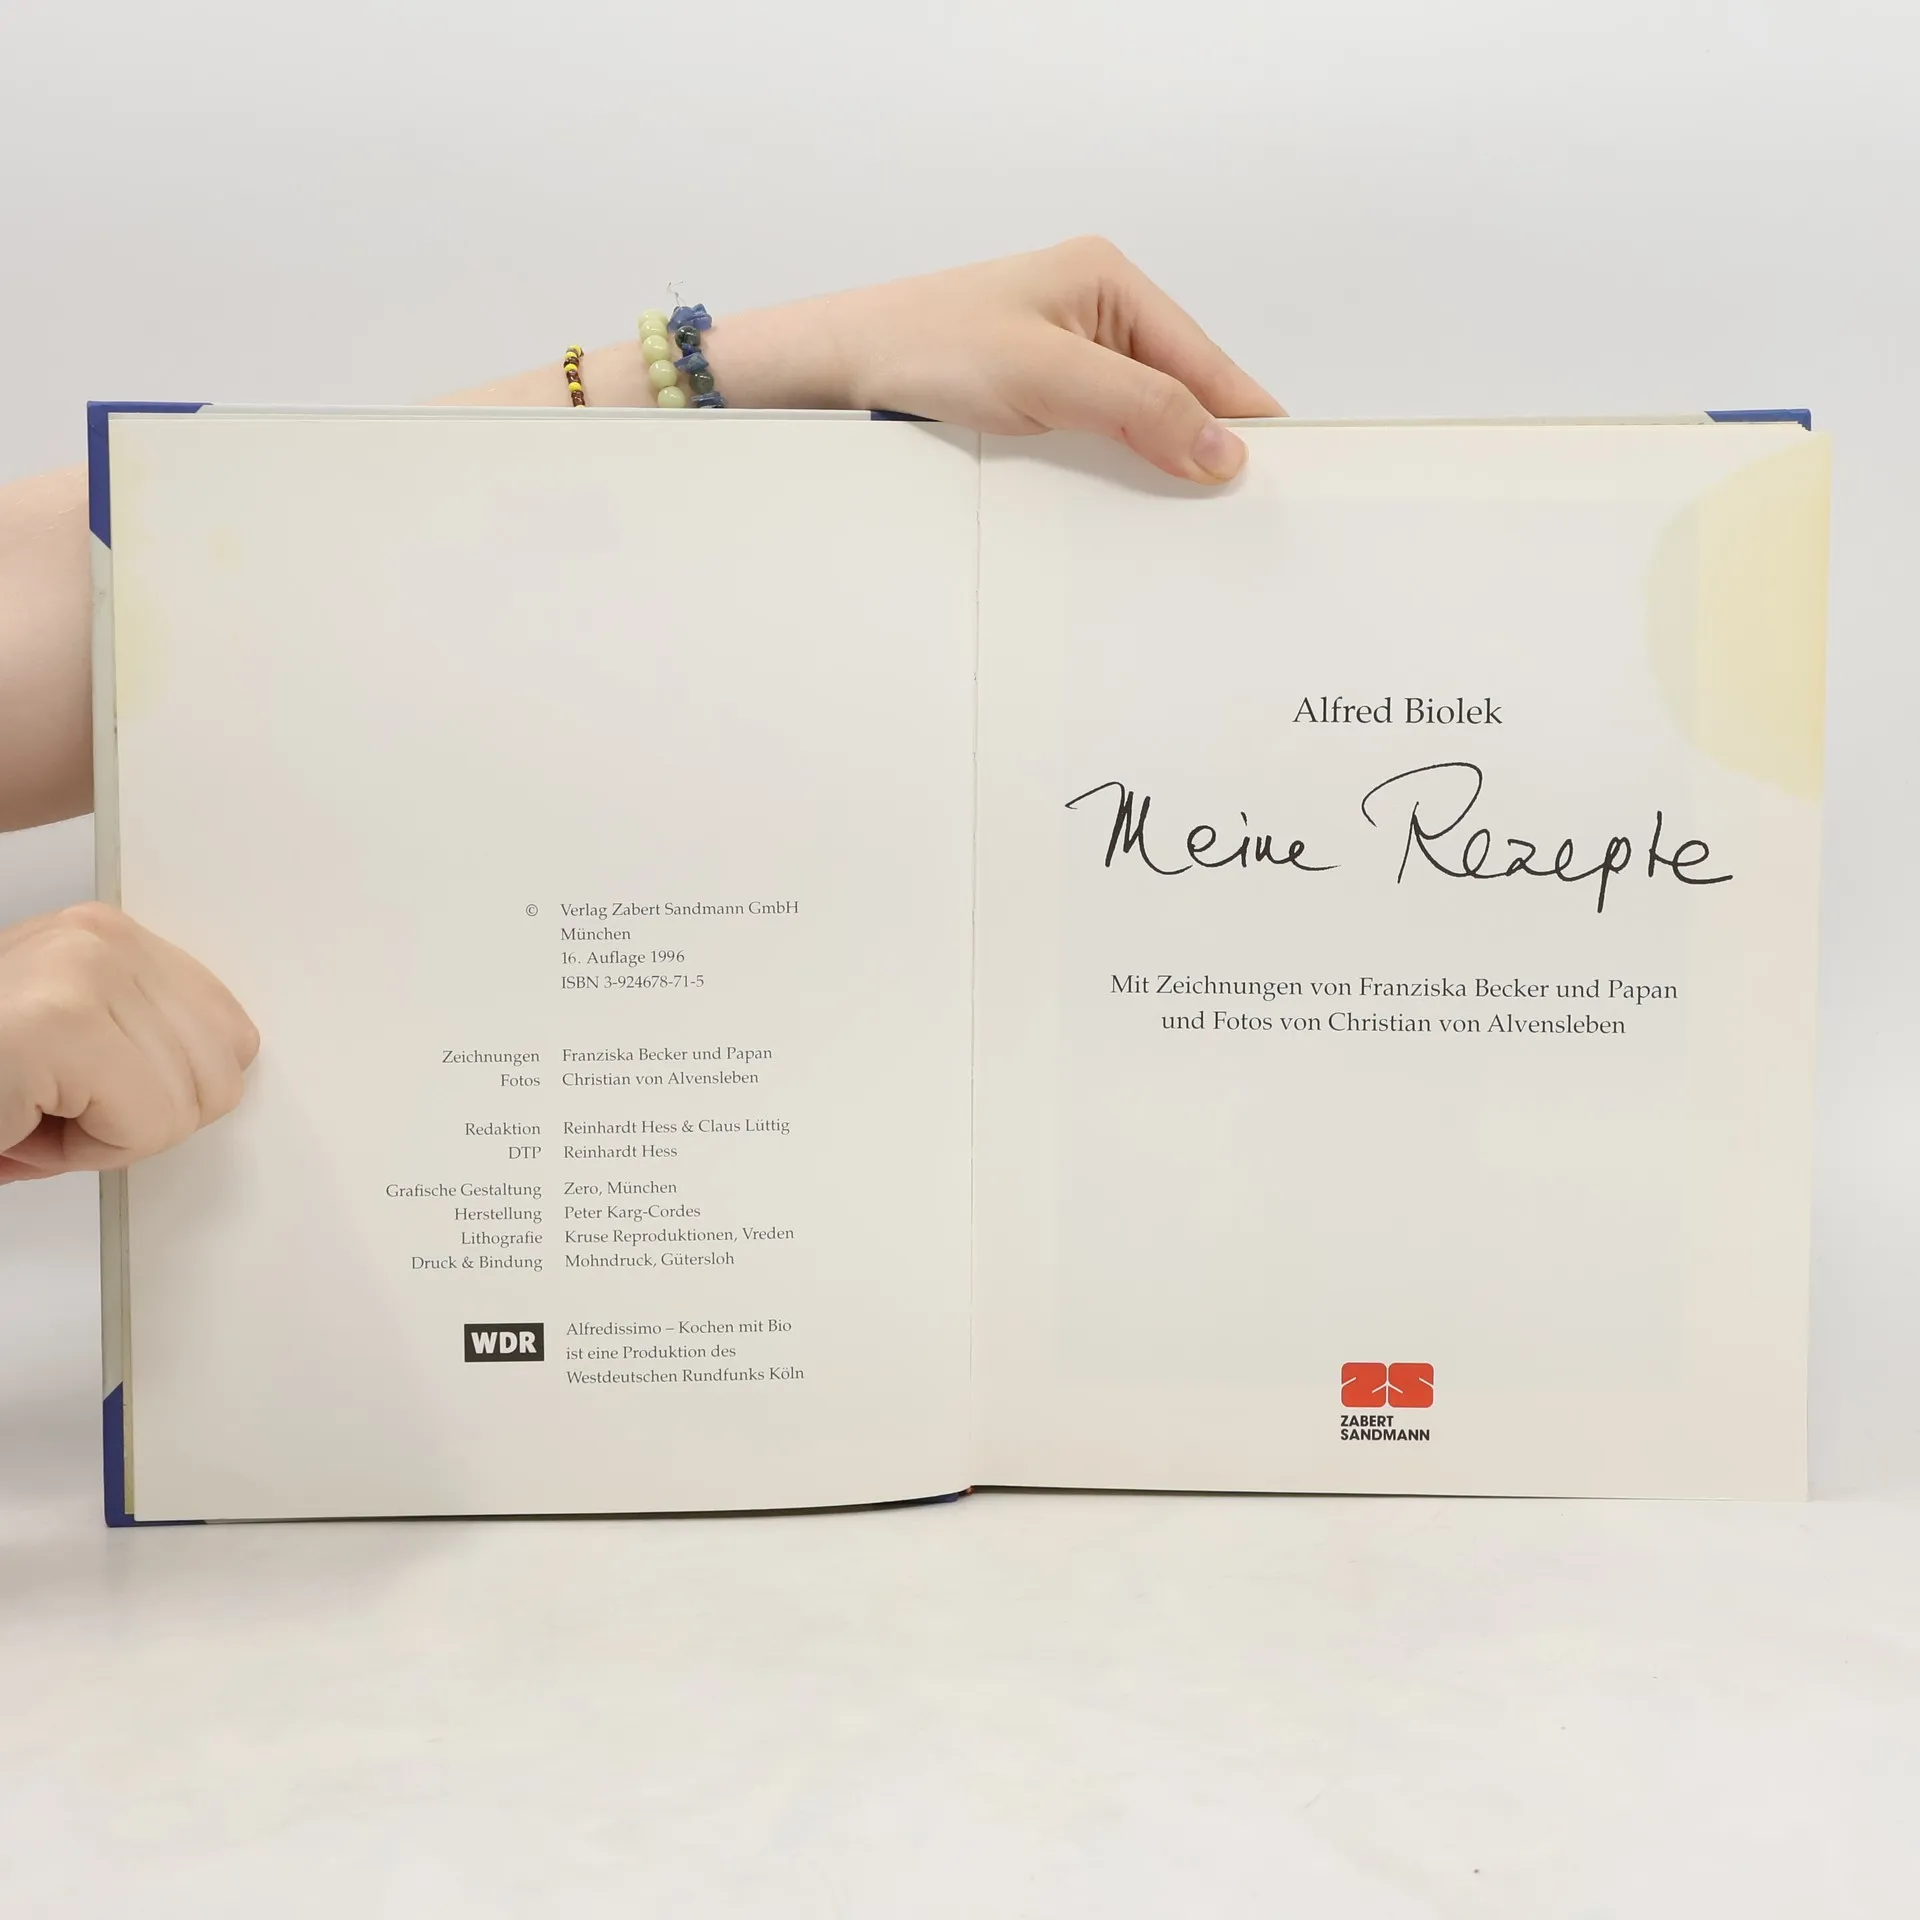 © Verlag Zabert Sandmann GmbH
München
16. Auflage 1996
ISBN 3-924678-71-5
Zeichnungen Franziska Becker und Papan
Fotos Christian von Alvensleben
Redaktion Reinhardt Hess & Claus Lüttig
DTP Reinhardt Hess
Grafische Gestaltung Zero, München
Herstellung Peter Karg-Cordes
Lithografie Kruse Reproduktionen, Vreden
Druck & Bindung Mohndruck, Gütersloh
WDR Alfredissimo – Kochen mit Bio
ist eine Produktion des
Westdeutschen Rundfunks Köln
Alfred Biolek
Meine Rezepte
Mit Zeichnungen von Franziska Becker und Papan
und Fotos von Christian von Alvensleben
ZS
ZABERT
SANDMANN